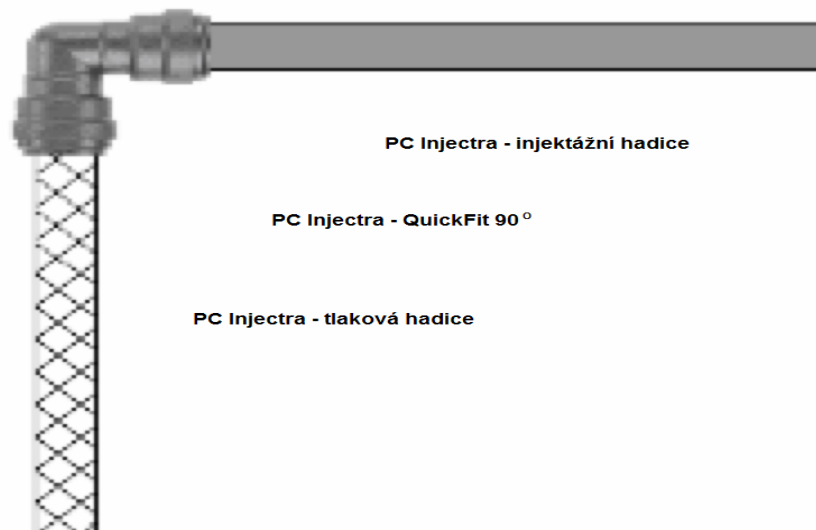 PC Injectra - injektážní hadice
PC Injectra - QuickFit 90°
PC Injectra - tlaková hadice